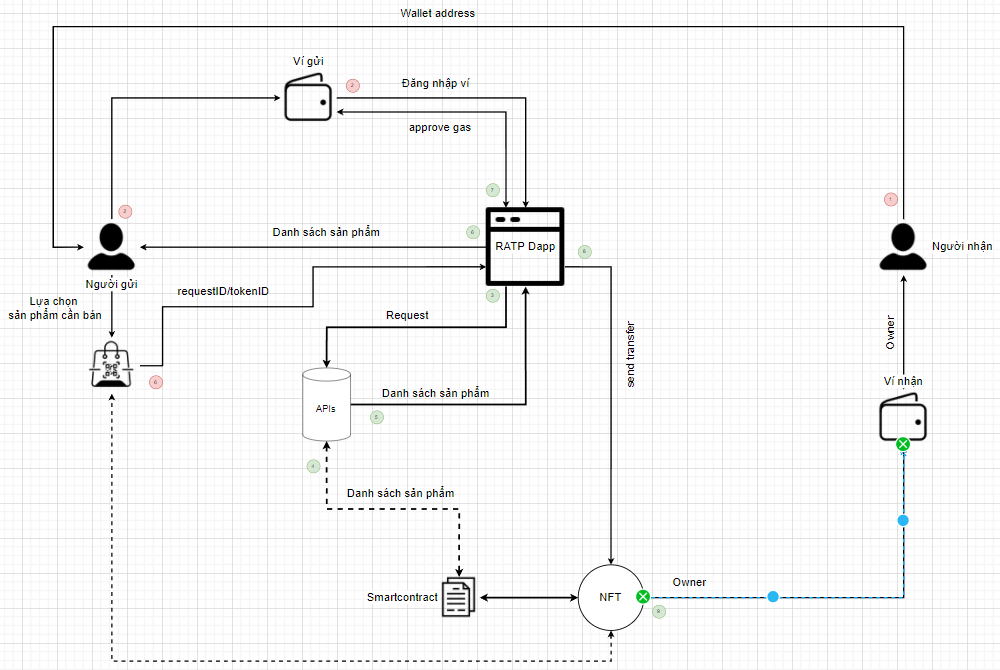 Wallet address
Ví gửi
2
Đăng nhập ví
approve gas
7
2
1
Danh sách sản phẩm
6
RATP Dapp
6
Người nhận
Người gửi
requestID/tokenID
3
Lựa chọn
sản phẩm cần bán
Request
send transfer
Owner
6
Ví nhận
Danh sách sản phẩm
APIs
5
4
Danh sách sản phẩm
Smartcontract
NFT
Owner
8